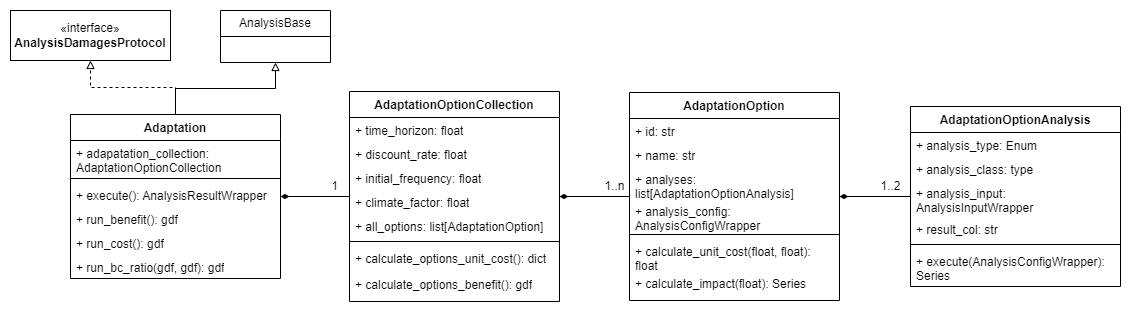 «interface»
AnalysisDamagesProtocol
AnalysisBase
Adaptation
+ adapatation_collection:
AdaptationOptionCollection
+ execute(): AnalysisResultWrapper
+ run_benefit(): gdf
+ run_cost(): gdf
+ run_bc_ratio(gdf, gdf): gdf
1
AdaptationOptionCollection
+ time_horizon: float
+ discount_rate: float
+ initial_frequency: float
+ climate_factor: float
+ all_options: list[AdaptationOption]
+ calculate_options_unit_cost(): dict
+ calculate_options_benefit(): gdf
1..n
AdaptationOption
+ id: str
+ name: str
+ analyses:
list[AdaptationOptionAnalysis]
+ analysis_config:
AnalysisConfigWrapper
+ calculate_unit_cost(float, float):
float
+ calculate_impact(float): Series
1..2
AdaptationOptionAnalysis
+ analysis_type: Enum
+ analysis_class: type
+ analysis_input:
AnalysisInputWrapper
+ result_col: str
+ execute(AnalysisConfigWrapper):
Series